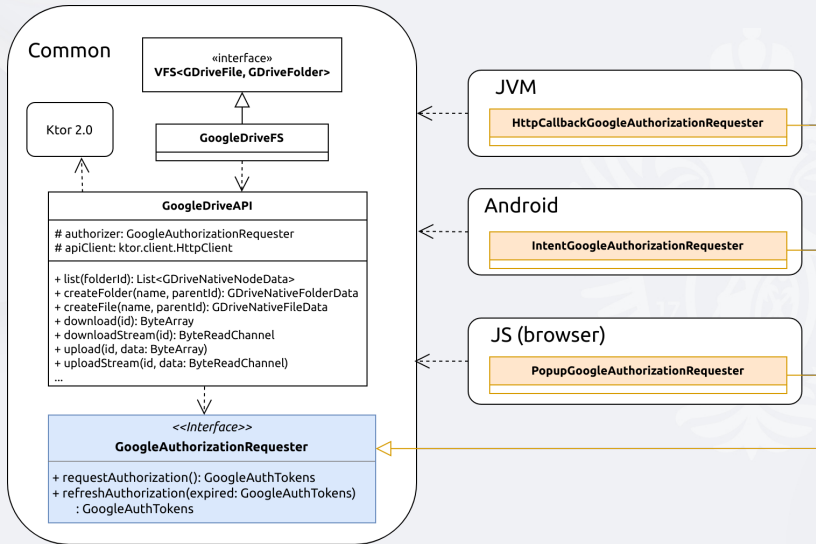 Common
«interface»
VFS<GDriveFile, GDriveFolder>
Ktor 2.0
GoogleDriveFS
GoogleDriveAPI
# authorizer: GoogleAuthorizationRequester
# apiClient: ktor.client.HttpClient
+ list(folderId): List<GDriveNativeNodeData>
+ createFolder(name, parentId): GDriveNativeFolderData
+ createFile(name, parentId): GDriveNativeFileData
+ download(id): ByteArray
+ downloadStream(id): ByteReadChannel
+ upload(id, data: ByteArray)
+ uploadStream(id, data: ByteReadChannel)
...
<<Interface>>
GoogleAuthorizationRequester
+ requestAuthorization(): GoogleAuthTokens
+ refreshAuthorization(expired: GoogleAuthTokens)
: GoogleAuthTokens
JVM
HttpCallbackGoogleAuthorizationRequester
Android
IntentGoogleAuthorizationRequester
JS (browser)
PopupGoogleAuthorizationRequester